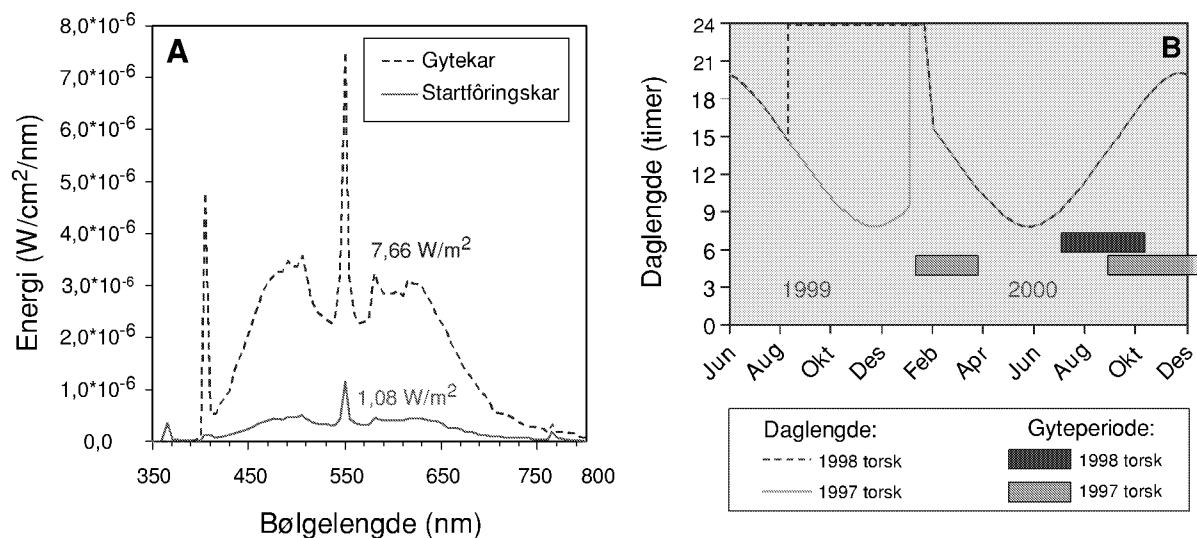 A
Energi (W/cm²/nm)
8,0*10⁻⁶
7,0*10⁻⁶
6,0*10⁻⁶
5,0*10⁻⁶
4,0*10⁻⁶
3,0*10⁻⁶
2,0*10⁻⁶
1,0*10⁻⁶
0,0
Gytekar
Startfôringskar
7,66 W/m²
1,08 W/m²
350 450 550 650 750 800
Bølgelengde (nm)
B
Daglengde (timer)
24
21
18
15
12
9
6
3
0
1999 2000
Jun Aug Okt Des Feb Apr Jun Aug Okt Des
Daglengde: Gyteperiode:
1998 torsk 1998 torsk
1997 torsk 1997 torsk